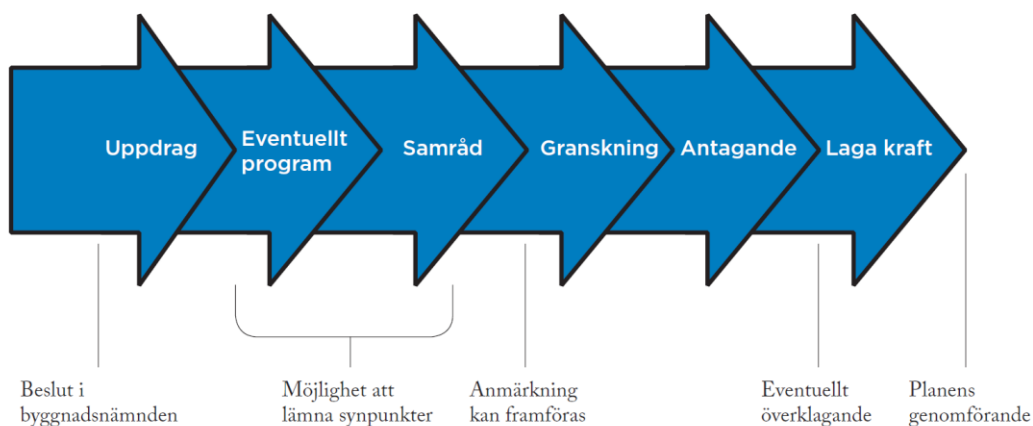 Uppdrag
Eventuellt
program
Samråd
Granskning
Antagande
Laga kraft
Beslut i
byggnadsnämnden
Möjlighet att
lämna synpunkter
Anmärkning
kan framföras
Eventuellt
överklagande
Planens
genomförande